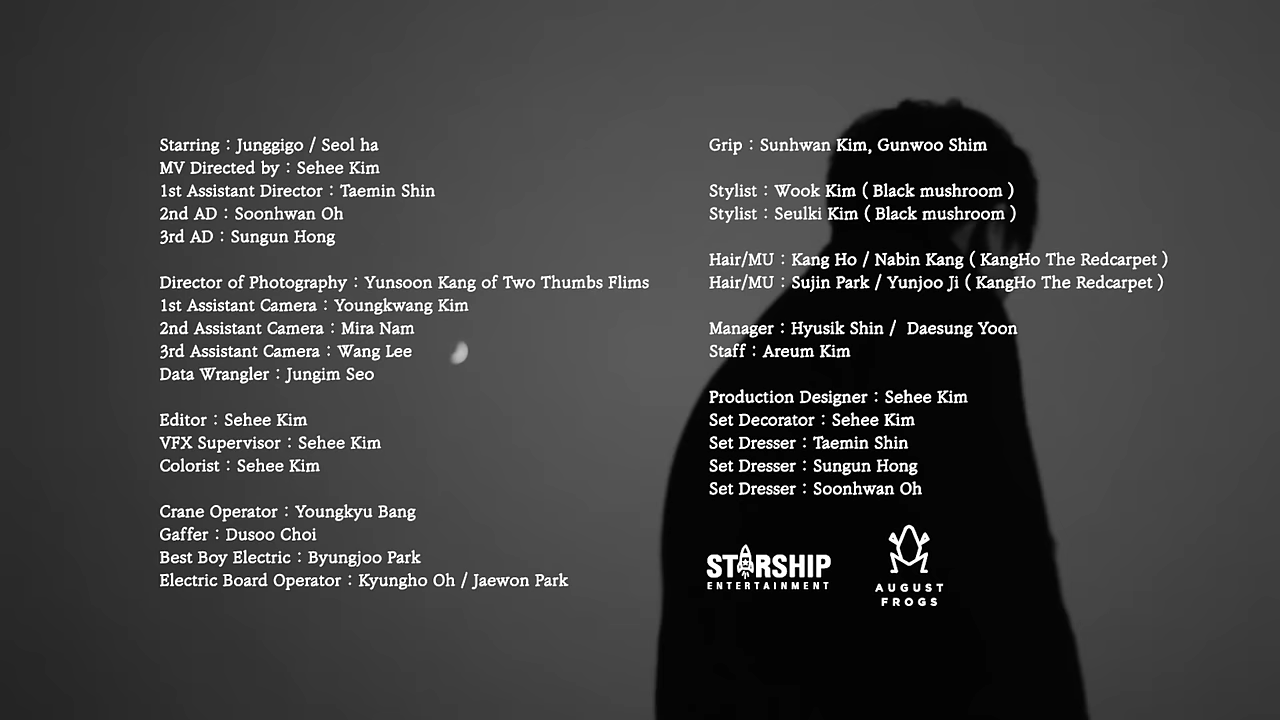 Starring : Junggigo / Seol ha
MV Directed by : Sehee Kim
1st Assistant Director : Taemin Shin
2nd AD : Soonhwan Oh
3rd AD : Sungun Hong
Director of Photography : Yunsoon Kang of Two Thumbs Flims
1st Assistant Camera : Youngkwang Kim
2nd Assistant Camera : Mira Nam
3rd Assistant Camera : Wang Lee
Data Wrangler : Jungim Seo
Editor : Sehee Kim
VFX Supervisor : Sehee Kim
Colorist : Sehee Kim
Crane Operator : Youngkyu Bang
Gaffer : Dusoo Choi
Best Boy Electric : Byungjoo Park
Electric Board Operator : Kyungho Oh / Jaewon Park
Grip : Sunhwan Kim, Gunwoo Shim
Stylist : Wook Kim ( Black mushroom )
Stylist : Seulki Kim ( Black mushroom )
Hair/MU : Kang Ho / Nabin Kang ( KangHo The Redcarpet )
Hair/MU : Sujin Park / Yunjoo Ji ( KangHo The Redcarpet )
Manager : Hyusik Shin / Daesung Yoon
Staff : Areum Kim
Production Designer : Sehee Kim
Set Decorator : Sehee Kim
Set Dresser : Taemin Shin
Set Dresser : Sungun Hong
Set Dresser : Soonhwan Oh
STARSHIP
ENTERTAINMENT
AUGUST
FROGS